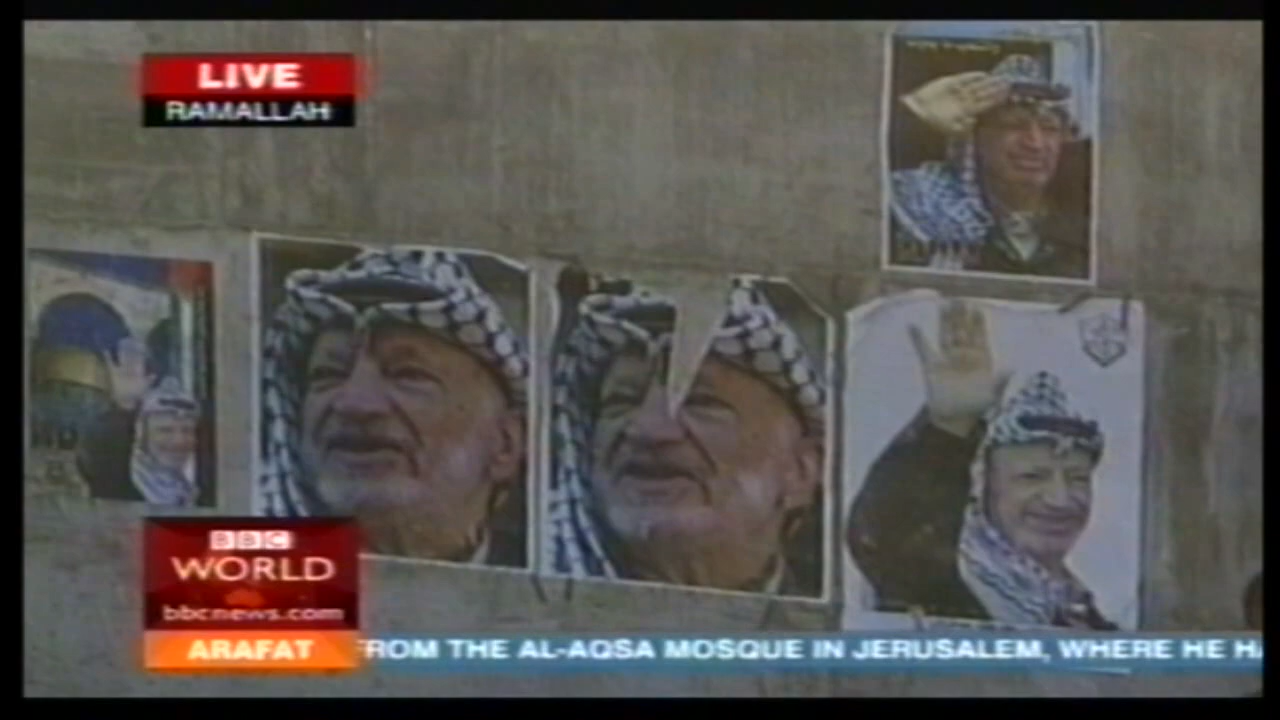 LIVE
RAMALLAH
BBC
WORLD
bbcnews.com
ARAFAT
FROM THE AL-AQSA MOSQUE IN JERUSALEM, WHERE HE HA